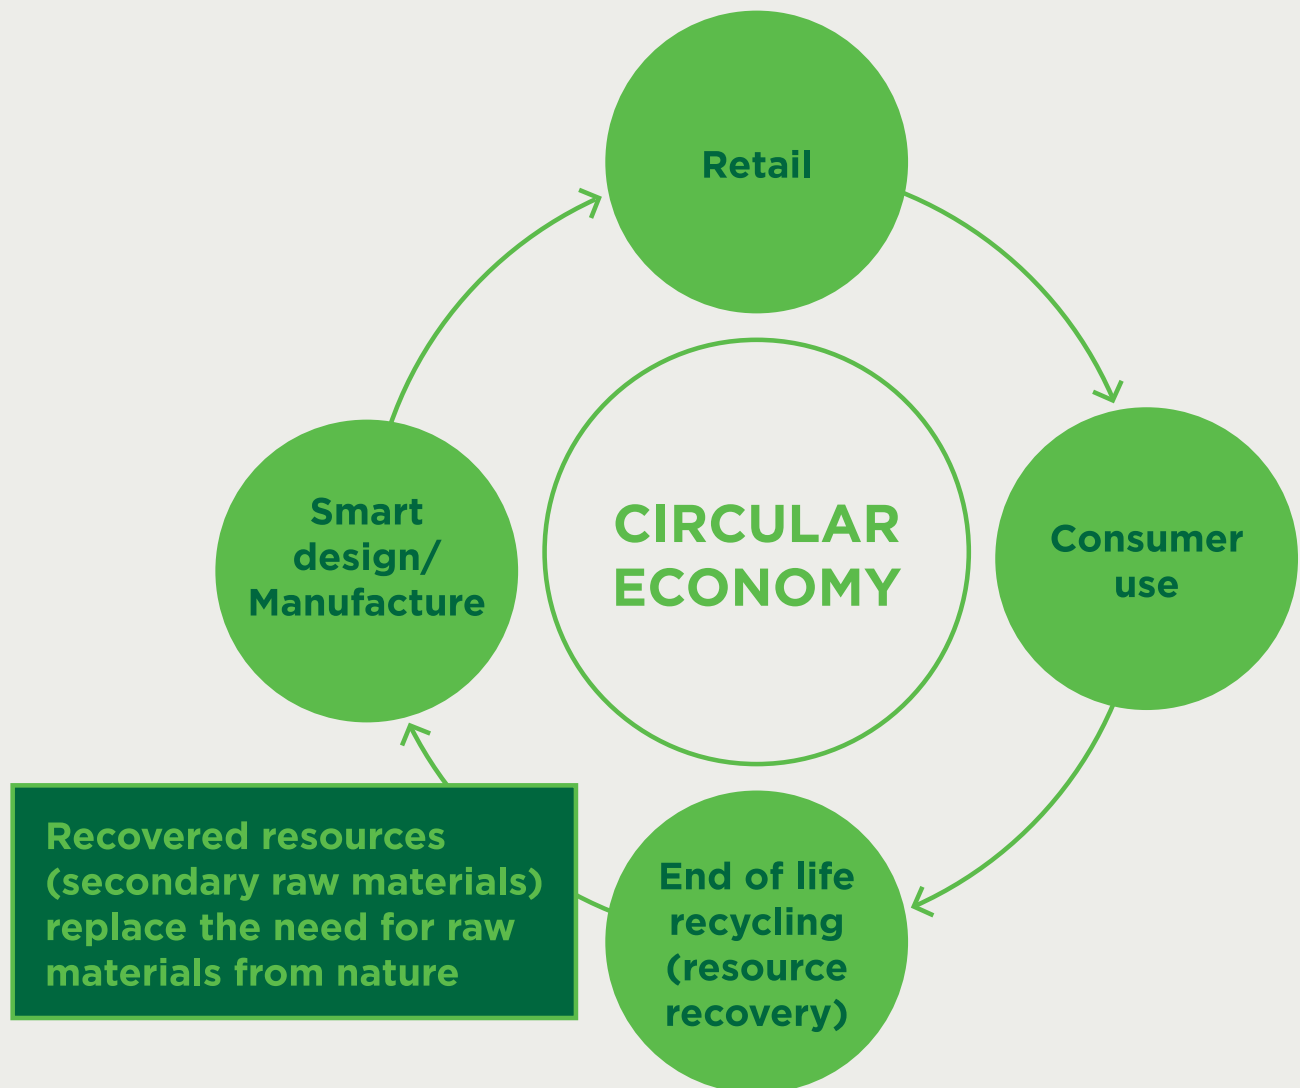 Retail
CIRCULAR
ECONOMY
Smart
design/
Manufacture
Consumer
use
Recovered resources
(secondary raw materials)
replace the need for raw
materials from nature
End of life
recycling
(resource
recovery)